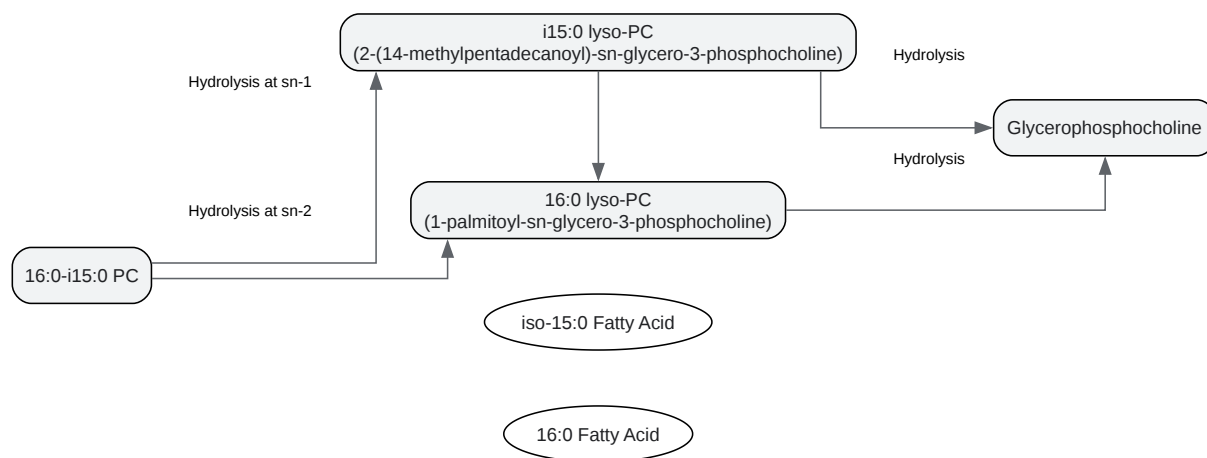 i15:0 lyso-PC
(2-(14-methylpentadecanoyl)-sn-glycero-3-phosphocholine)
Hydrolysis
Hydrolysis at sn-1
Glycerophosphocholine
Hydrolysis
16:0 lyso-PC
(1-palmitoyl-sn-glycero-3-phosphocholine)
Hydrolysis at sn-2
16:0-i15:0 PC
iso-15:0 Fatty Acid
16:0 Fatty Acid